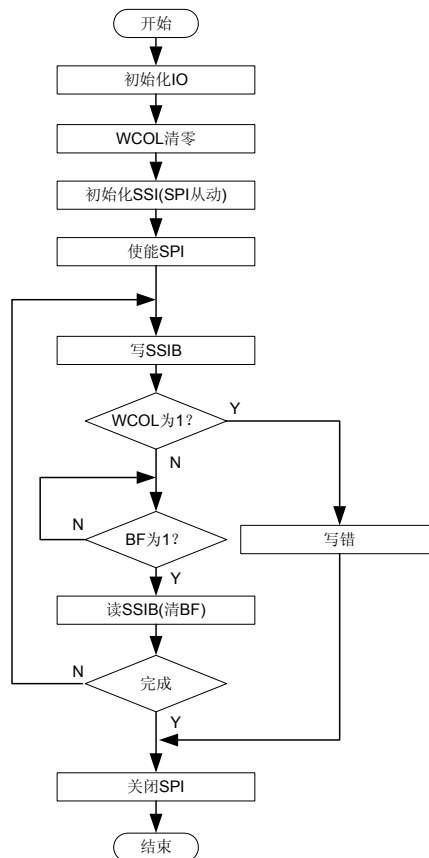 开始
初始化IO
WCOL清零
初始化SSI(SPI从动)
使能SPI
写SSIB
WCOL为1?
Y
N
BF为1?
N
写错
Y
读SSIB(清BF)
N
完成
Y
关闭SPI
结束